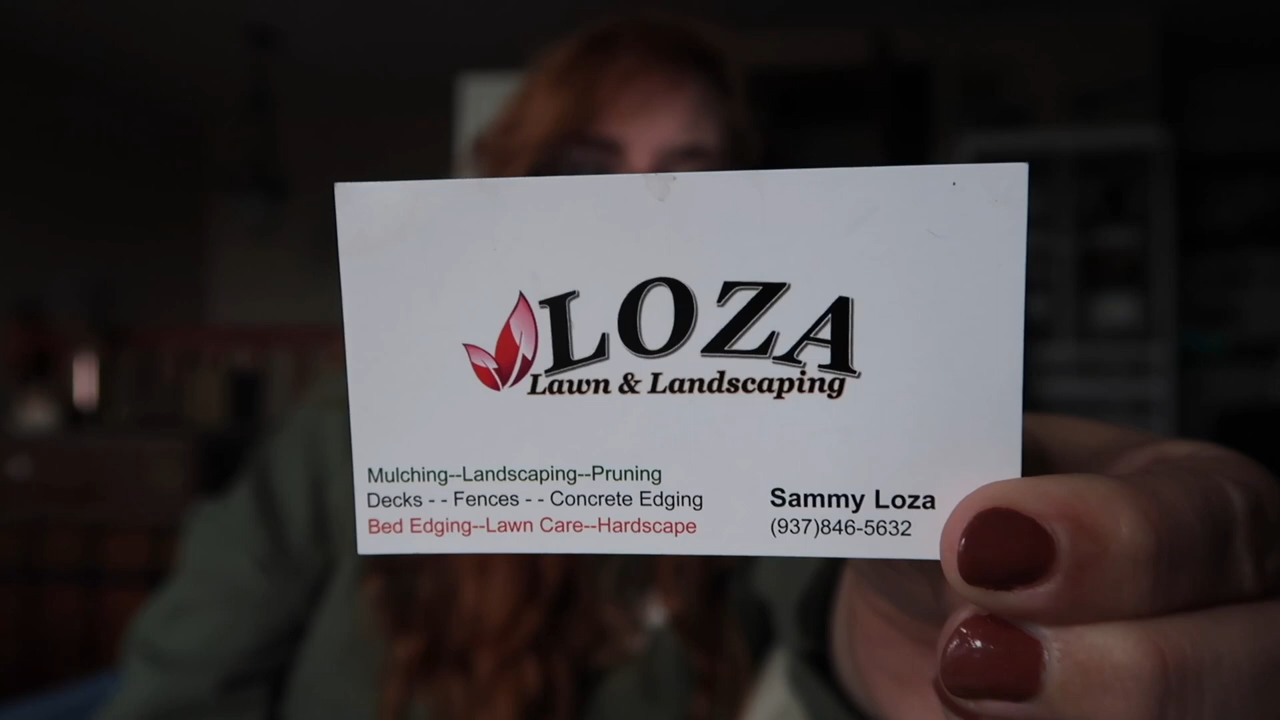 LOZA
Lawn & Landscaping
Mulching--Landscaping--Pruning
Decks - - Fences - - Concrete Edging
Bed Edging--Lawn Care--Hardscape
Sammy Loza
(937)846-5632